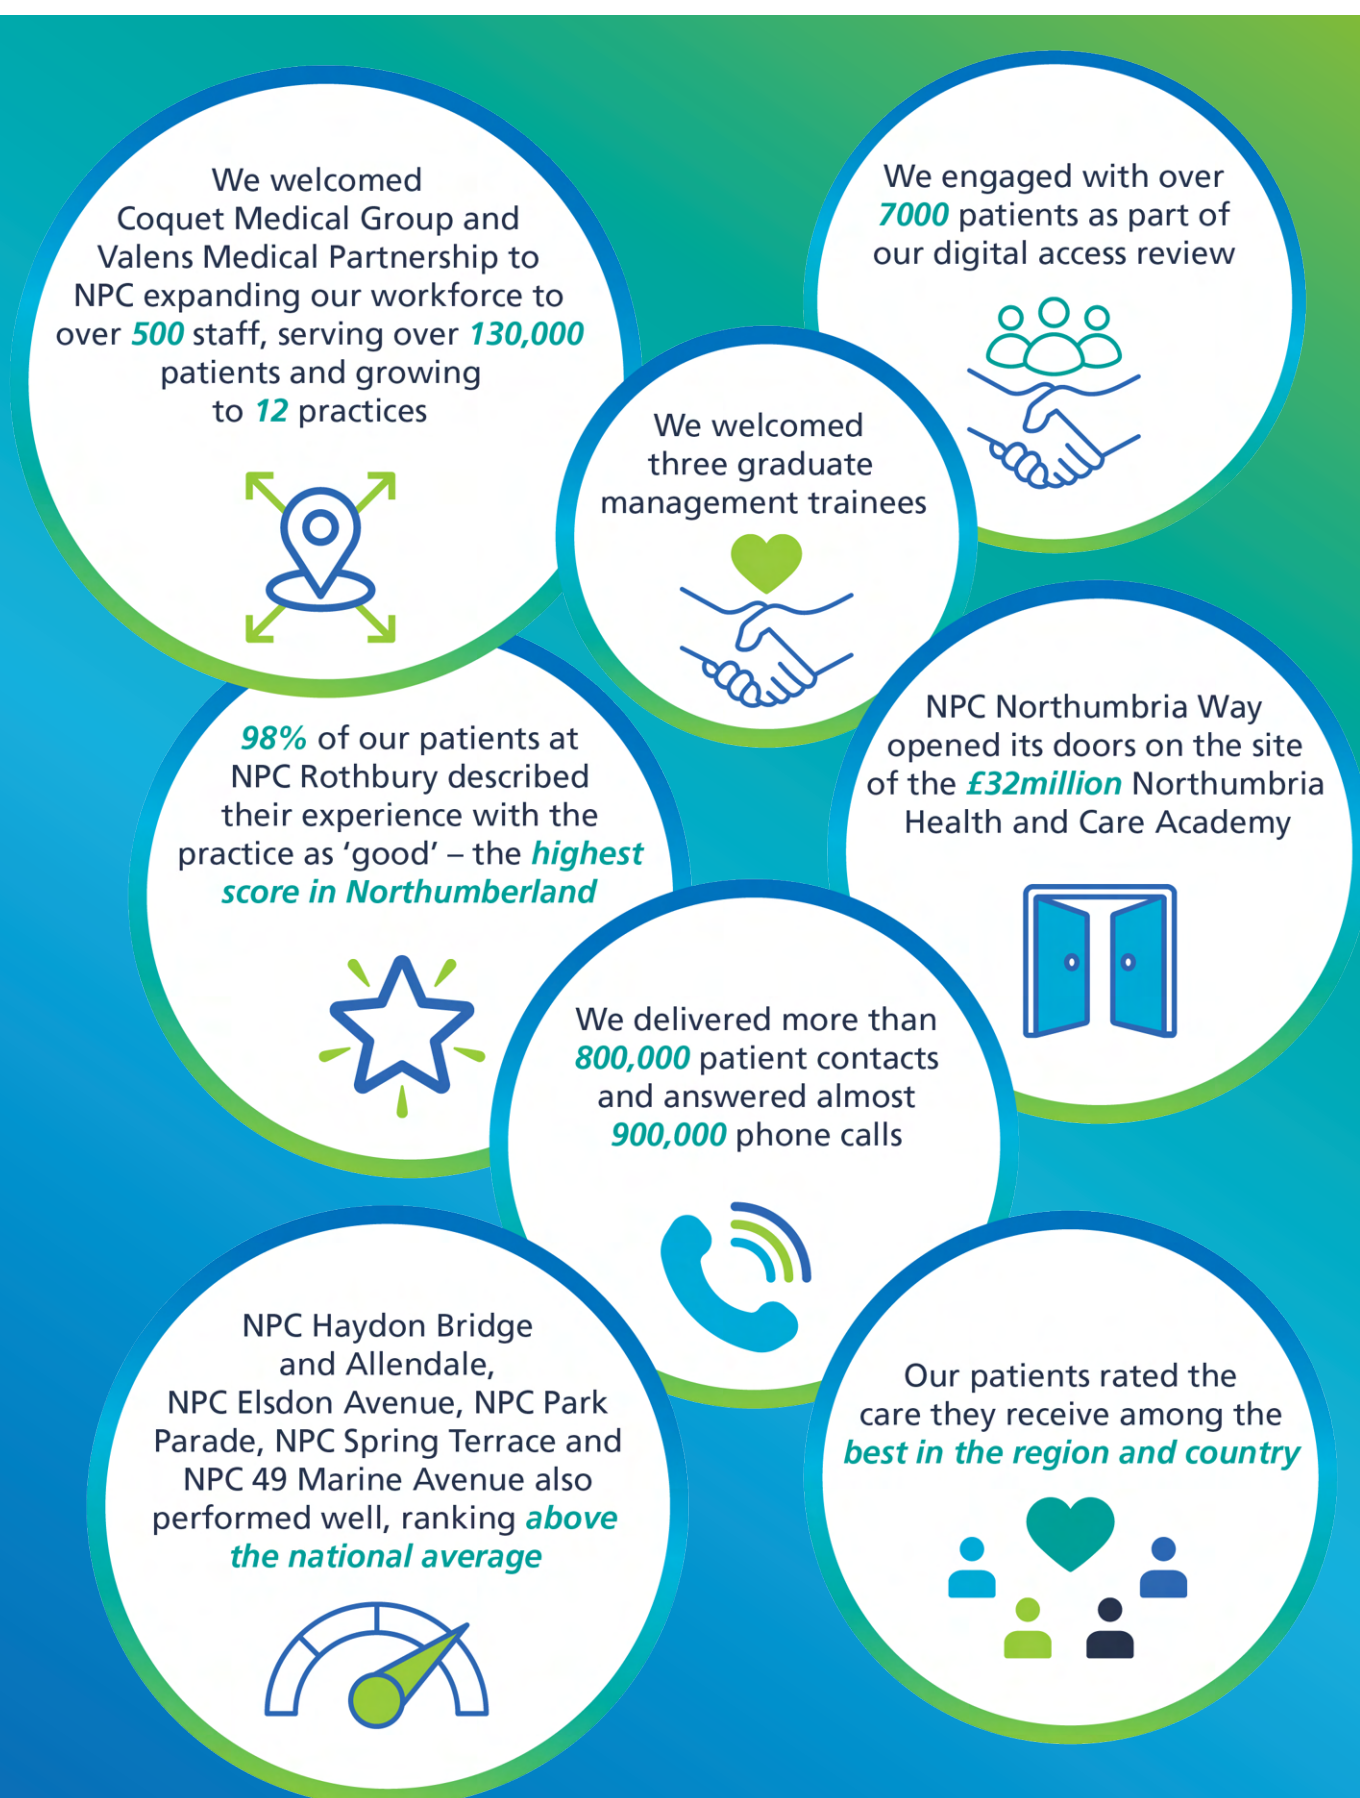 We welcomed
Coquet Medical Group and
Valens Medical Partnership to
NPC expanding our workforce to
over 500 staff, serving over 130,000
patients and growing
to 12 practices
We engaged with over
7000 patients as part of
our digital access review
We welcomed
three graduate
management trainees
98% of our patients at
NPC Rothbury described
their experience with the
practice as ‘good’ – the highest
score in Northumberland
NPC Northumbria Way
opened its doors on the site
of the £32million Northumbria
Health and Care Academy
We delivered more than
800,000 patient contacts
and answered almost
900,000 phone calls
NPC Haydon Bridge
and Allendale,
NPC Elsdon Avenue, NPC Park
Parade, NPC Spring Terrace and
NPC 49 Marine Avenue also
performed well, ranking above
the national average
Our patients rated the
care they receive among the
best in the region and country